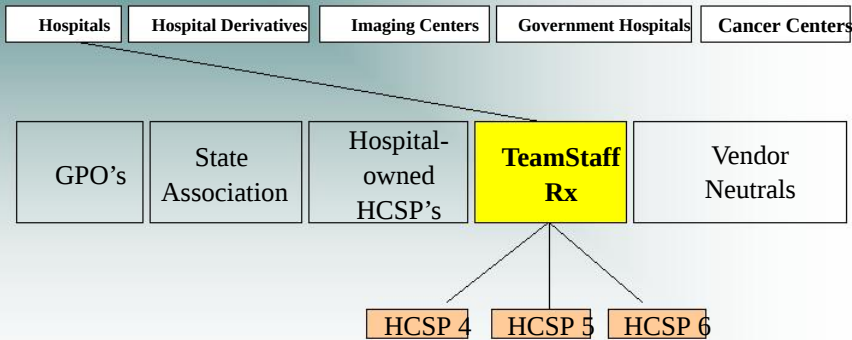 Hospitals
Hospital Derivatives
Imaging Centers
Government Hospitals
Cancer Centers
GPO’s
State
Association
Hospital-
owned
HCSP’s
TeamStaff
Rx
Vendor
Neutrals
HCSP 4
HCSP 5
HCSP 6